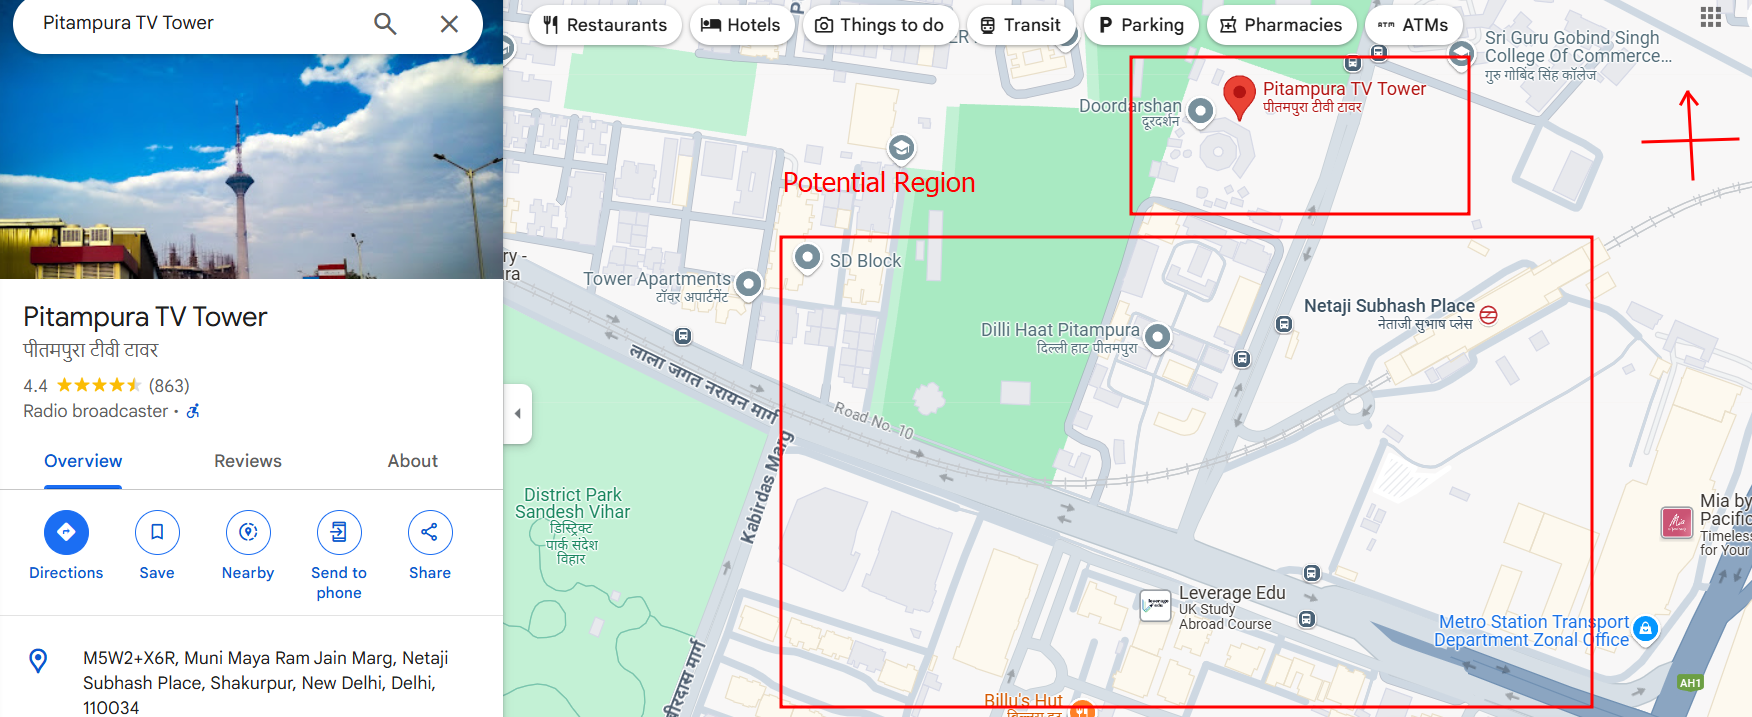 Pitampura TV Tower
Restaurants
Hotels
Things to do
Transit
Parking
Pharmacies
ATM
ATMs
Pitampura TV Tower
पीतमपुरा टीवी टावर
4.4
(863)
Radio broadcaster ·
Overview
Reviews
About
Directions
Save
Nearby
Send to
phone
Share
M5W2+X6R, Muni Maya Ram Jain Marg, Netaji
Subhash Place, Shakurpur, New Delhi, Delhi,
110034
Sri Guru Gobind Singh
College Of Commerce...
गुरु गोबिंद सिंह कॉलेज
Pitampura TV Tower
पीतमपुरा टीवी टावर
Doordarshan
दूरदर्शन
Potential Region
SD Block
Tower Apartments
टॉवर अपार्टमेंट
Netaji Subhash Place
नेताजी सुभाष प्लेस
Dilli Haat Pitampura
दिल्ली हाट पीतमपुरा
लाला जगत नरायन मार्ग
Road No. 10
Kabirdas Marg
District Park
Sandesh Vihar
डिस्ट्रिक्ट
पार्क संदेश
विहार
Mia by
Pacific
Timeless
for Your
Leverage Edu
UK Study
Abroad Course
Metro Station Transport
Department Zonal Office
AH1
Billu's Hut